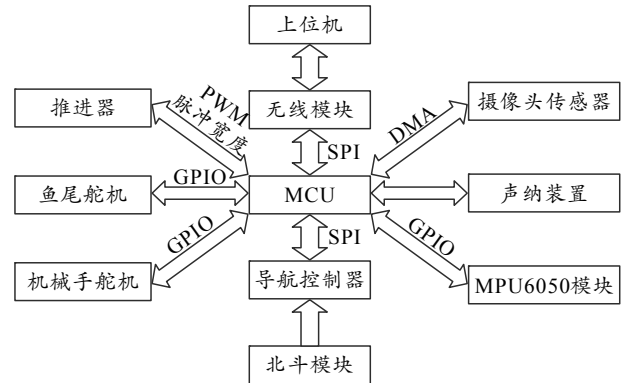 上位机
推进器
PWM
脉冲宽度
无线模块
DMA
摄像头传感器
SPI
鱼尾舵机
GPIO
MCU
声纳装置
GPIO
SPI
GPIO
机械手舵机
导航控制器
MPU6050模块
北斗模块